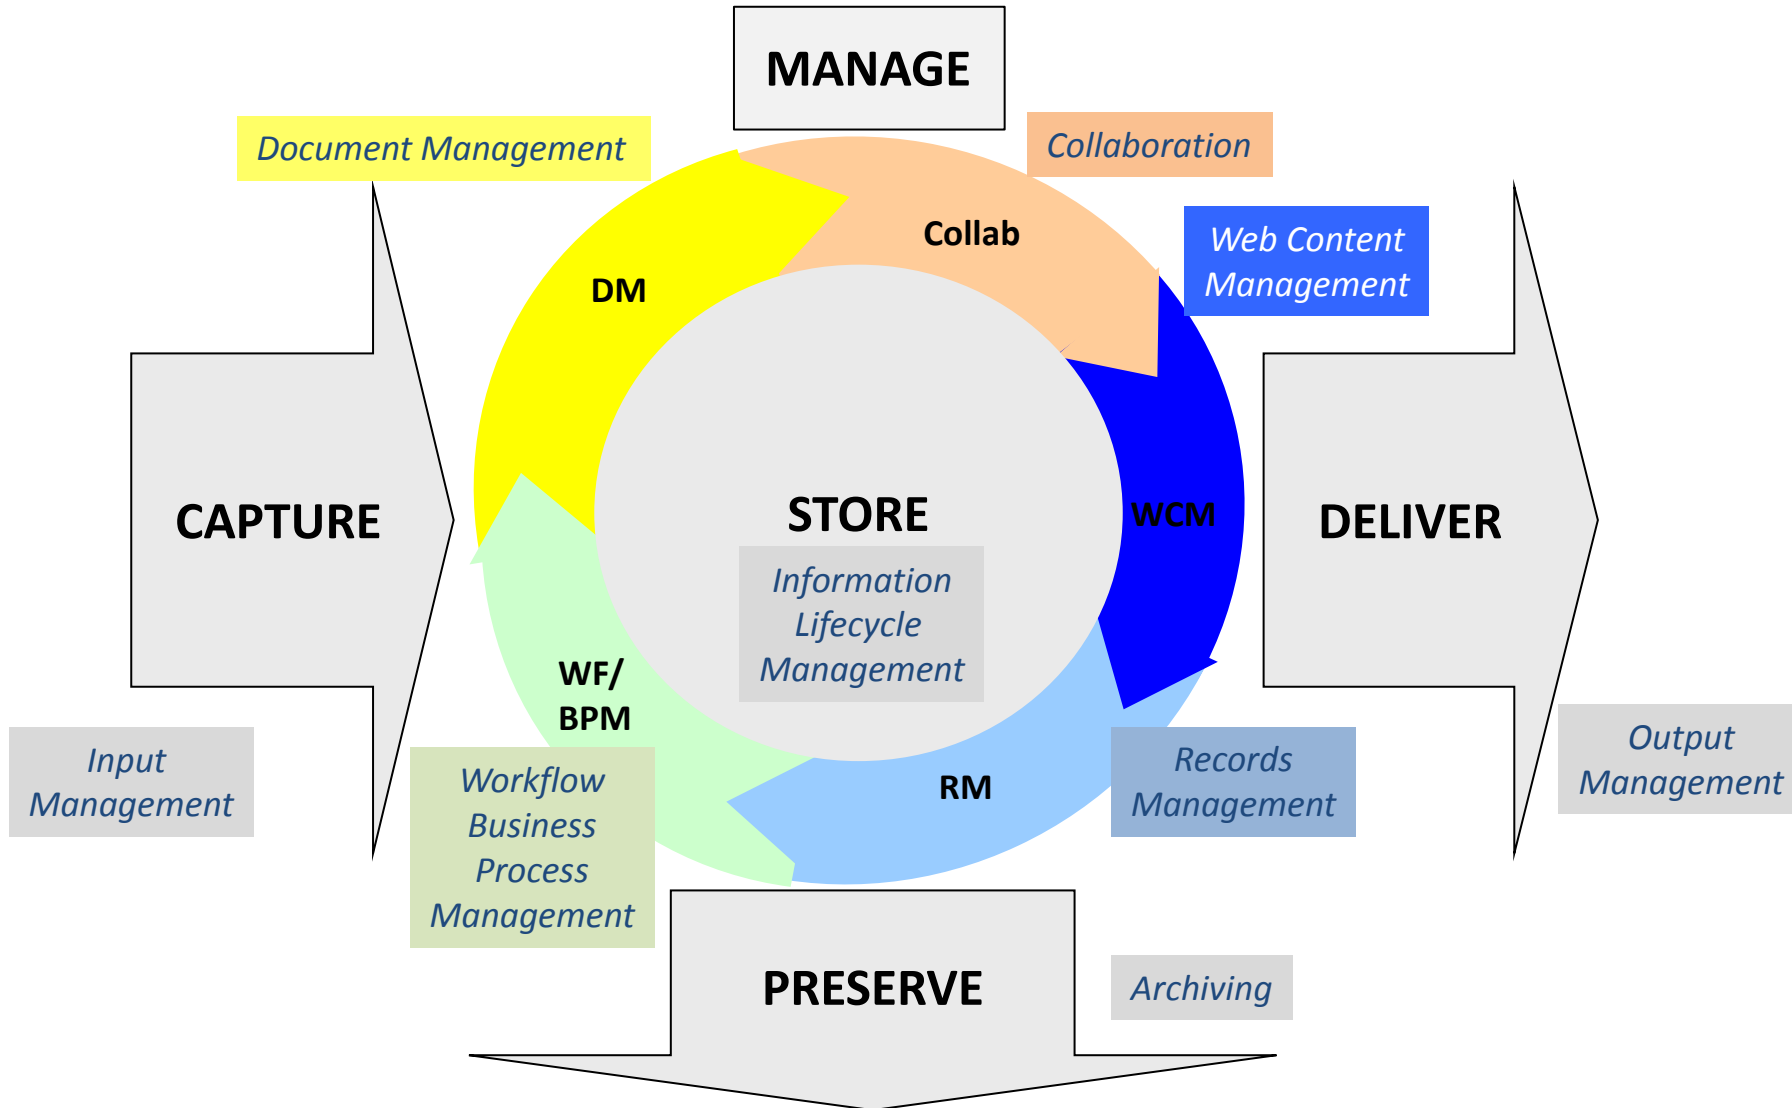 MANAGE
Document Management
Collaboration
Collab
Web Content
Management
DM
CAPTURE
STORE
WCM
DELIVER
Information
Lifecycle
Management
WF/
BPM
Input
Management
Workflow
Business
Process
Management
RM
Records
Management
Output
Management
PRESERVE
Archiving